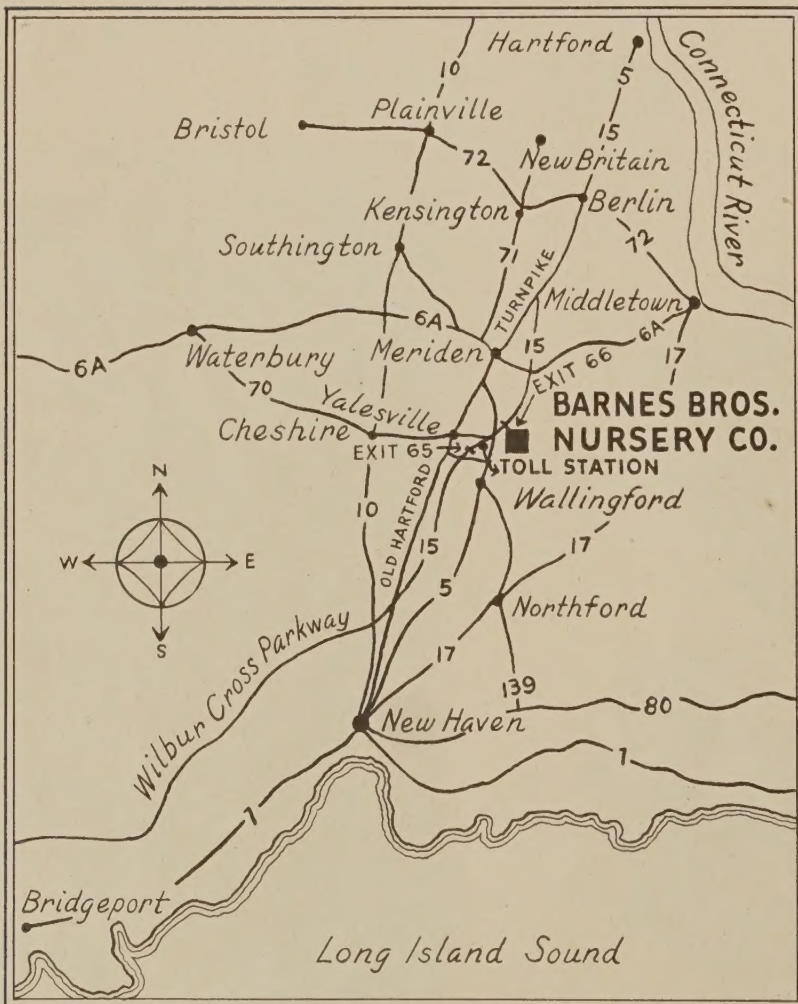 Hartford
10
5
Connecticut River
Plainville
Bristol
15
72
New Britain
Kensington
Berlin
Southington
71
72
TURNPIKE
Middletown
6A
6A
15
EXIT 66
6A
17
Waterbury
Meriden
70
Yalesville
BARNES BROS.
NURSERY CO.
Cheshire
EXIT 65
TOLL STATION
Wallingford
OLD HARTFORD
N
W
E
S
10
15
5
17
Northford
Wilbur Cross Parkway
17
139
80
New Haven
1
1
Bridgeport
Long Island Sound